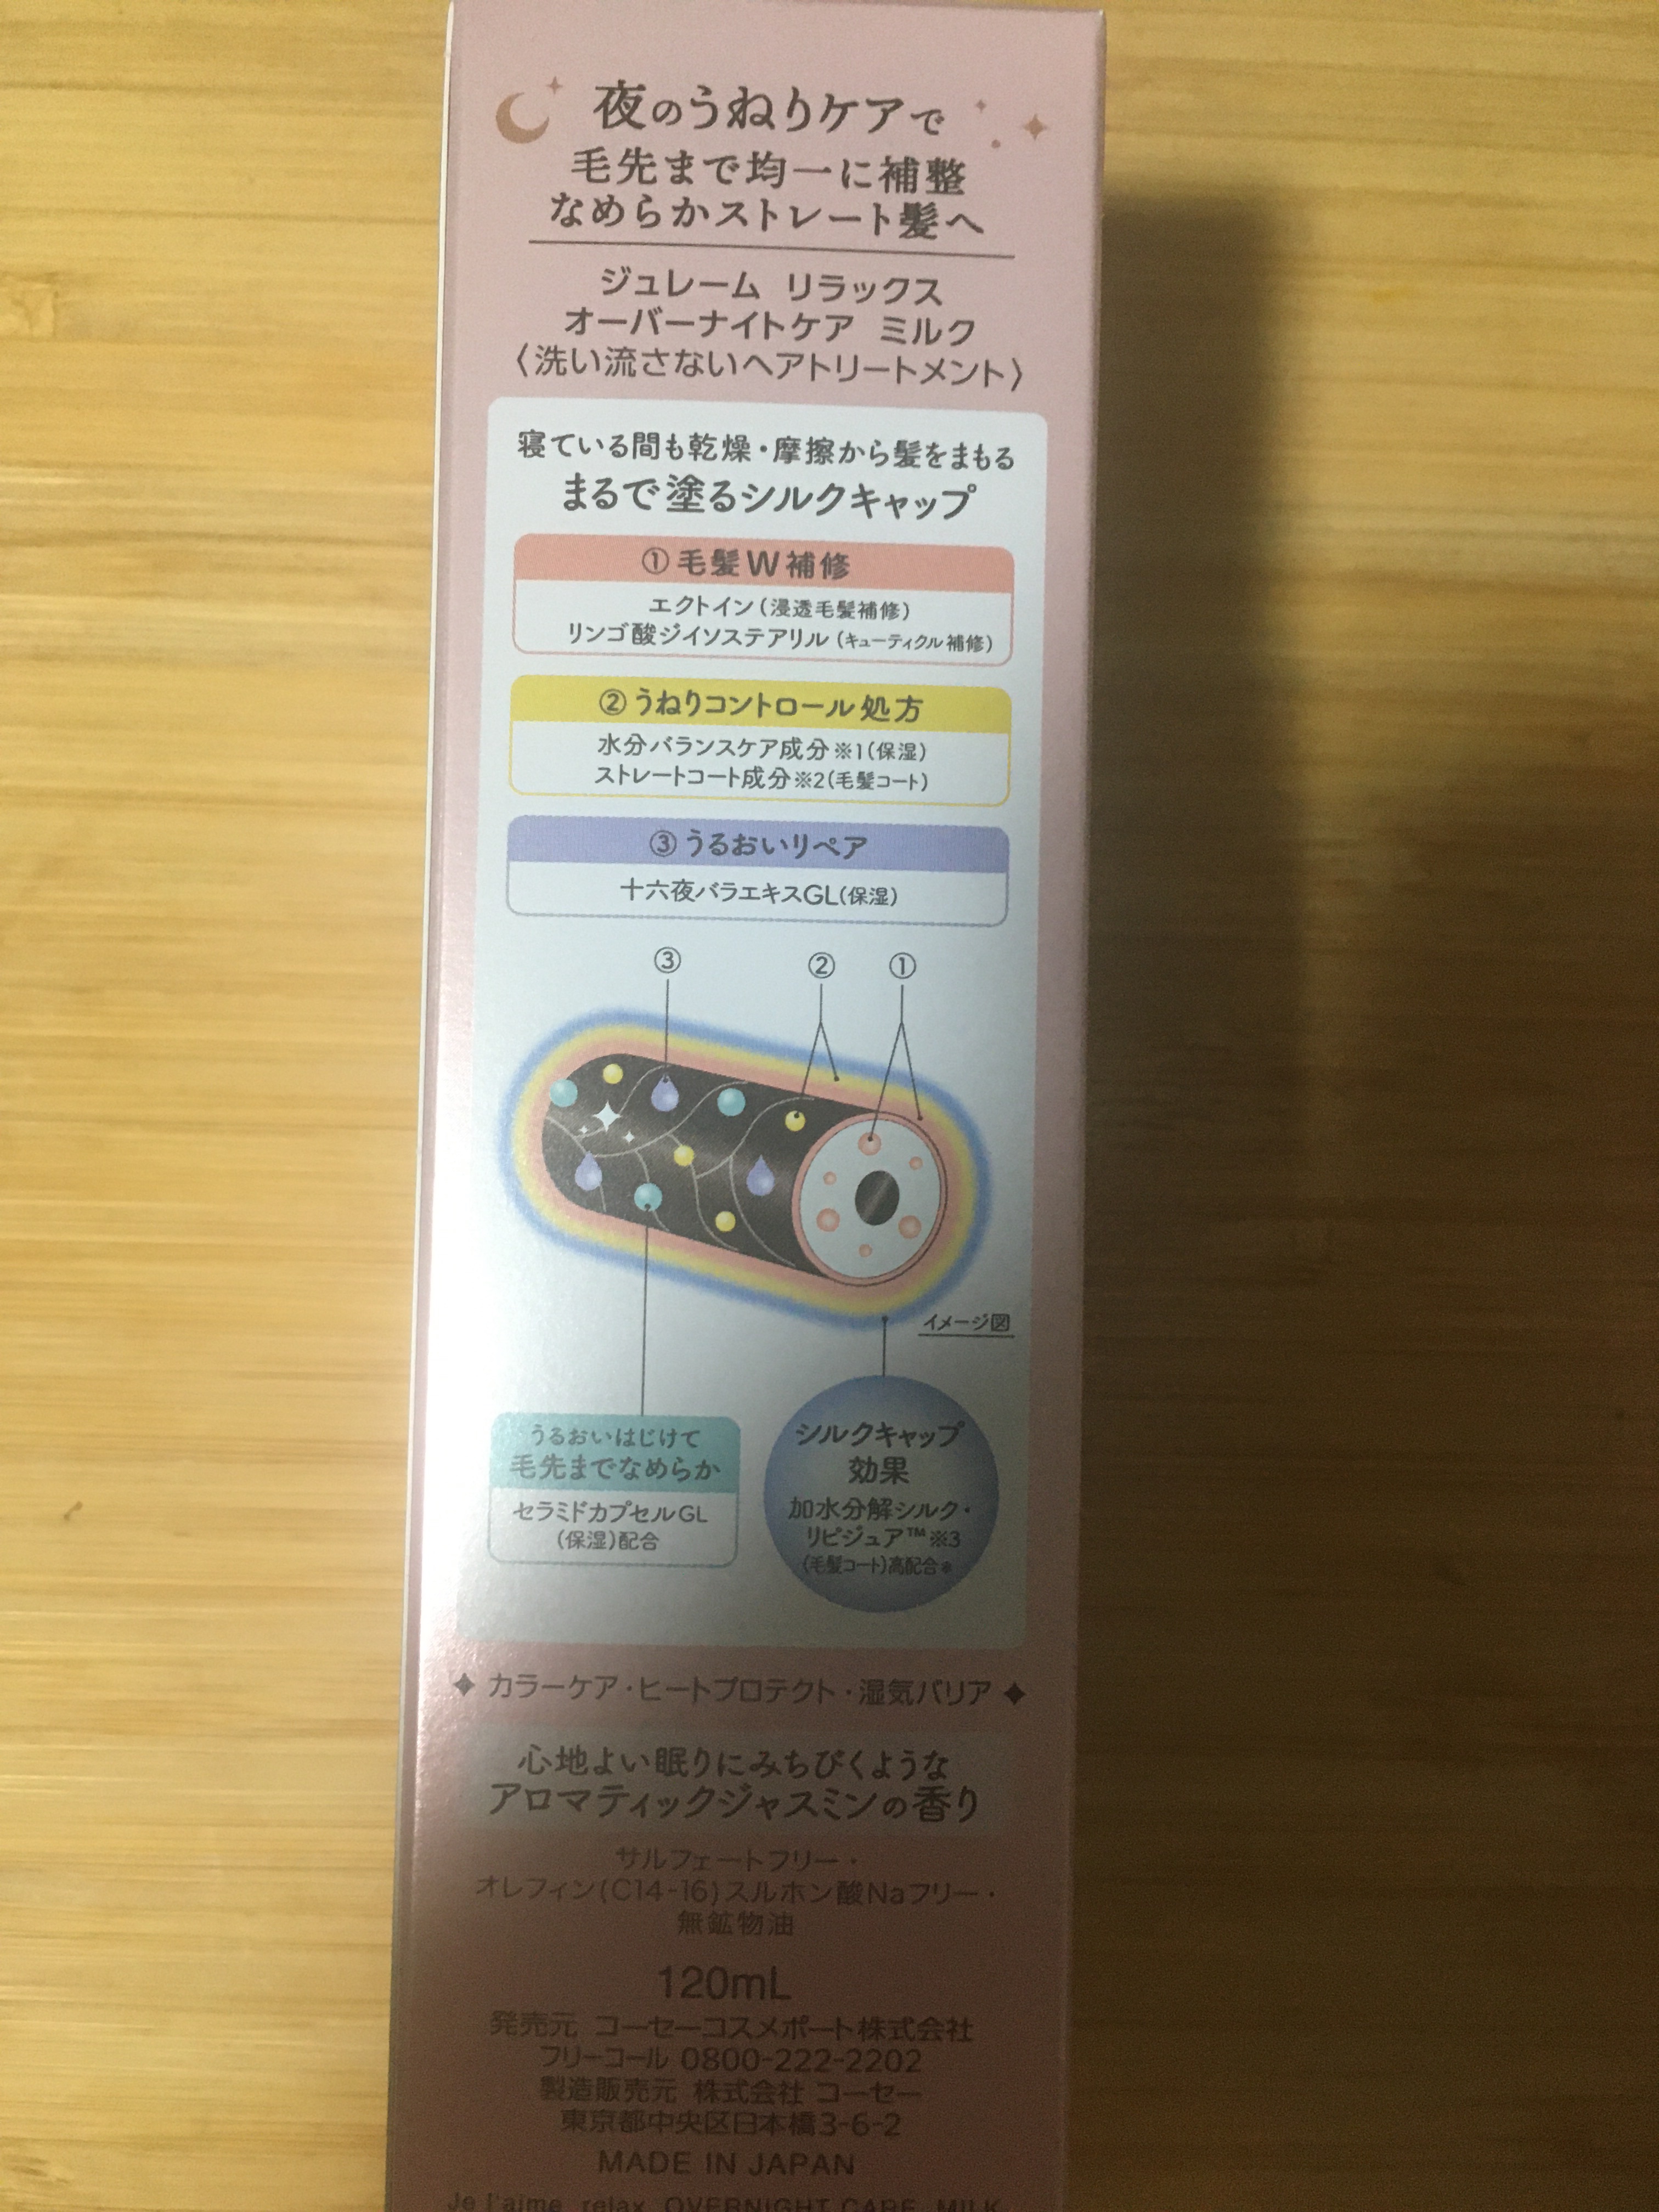 夜のうねりケアで
毛先まで均一に補整
なめらかストレート髪へ
ジュレーム リラックス
オーバーナイトケア ミルク
〈洗い流さないヘアトリートメント〉
寝ている間も乾燥・摩擦から髪をまもる
まるで塗るシルクキャップ
①毛髪W補修
エクトイン(浸透毛髪補修)
リンゴ酸ジイソステアリル(キューティクル補修)
②うねりコントロール処方
水分バランスケア成分※1(保湿)
ストレートコート成分※2(毛髪コート)
③うるおいリペア
十六夜バラエキスGL(保湿)
③ ② ①
イメージ図
うるおいはじけて
毛先までなめらか
セラミドカプセルGL
(保湿)配合
シルクキャップ
効果
加水分解シルク・
リピジュア™※3
(毛髪コート)高配合*
カラーケア・ヒートプロテクト・湿気バリア
心地よい眠りにみちびくような
アロマティックジャスミンの香り
サルフェートフリー・
オレフィン(C14-16)スルホン酸Naフリー・
無鉱物油
120mL
発売元 コーセーコスメポート株式会社
フリーコール 0800-222-2202
製造販売元 株式会社 コーセー
東京都中央区日本橋3-6-2
MADE IN JAPAN
Je l'aime relax OVERNIGHT CARE MILK